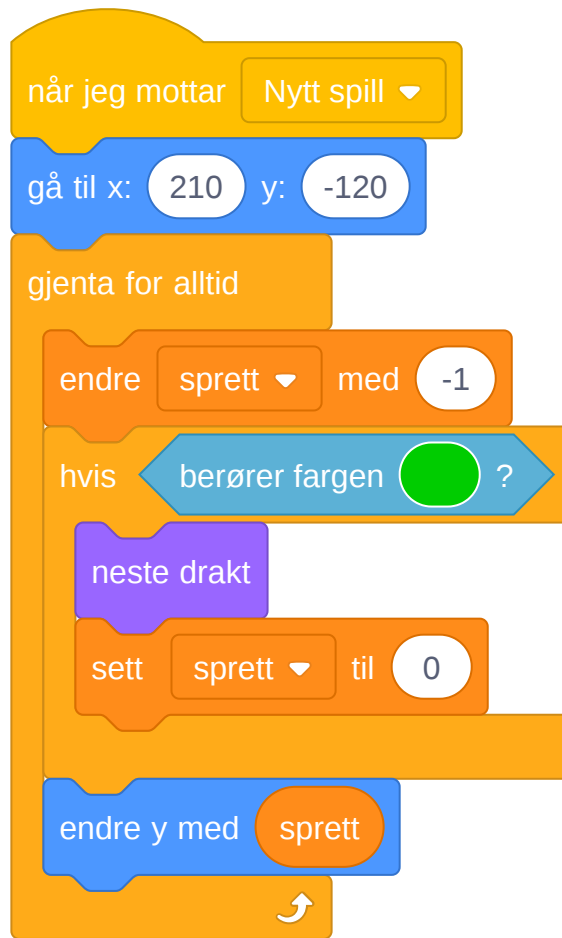 når jeg mottar Nytt spill
gå til x: 210 y: -120
gjenta for alltid
endre sprett med -1
hvis berører fargen ?
neste drakt
sett sprett til 0
endre y med sprett